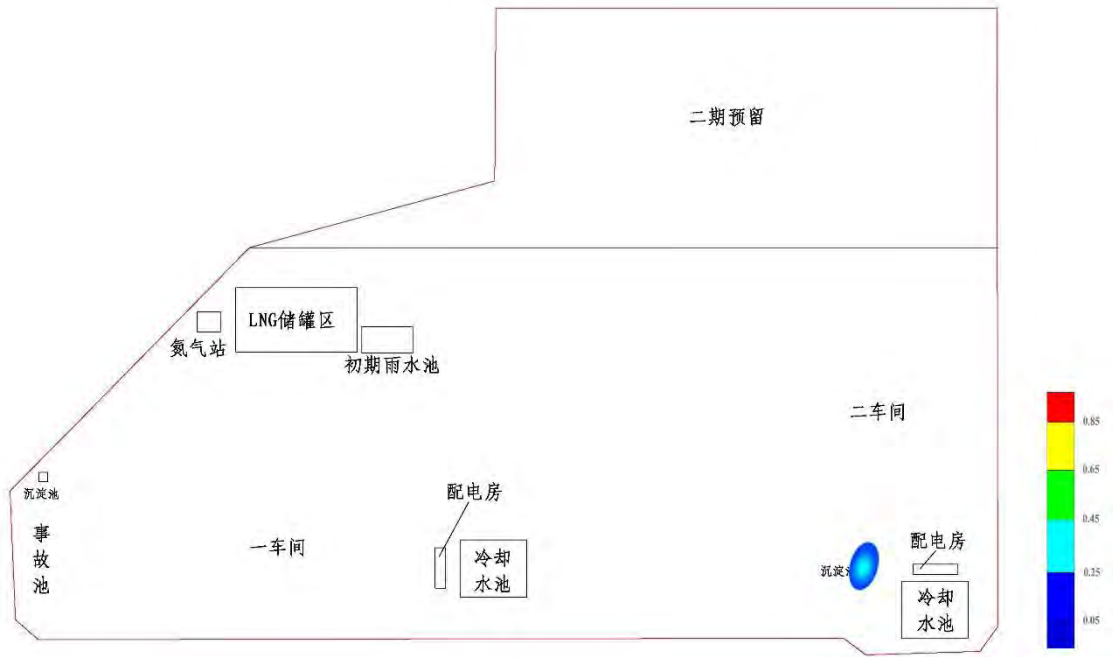 二期预留
LNG储罐区
氮气站
初期雨水池
二车间
0.85
0.65
沉淀池
配电房
0.45
事
故
池
一车间
冷却
水池
配电房
沉淀
0.25
冷却
水池
0.05